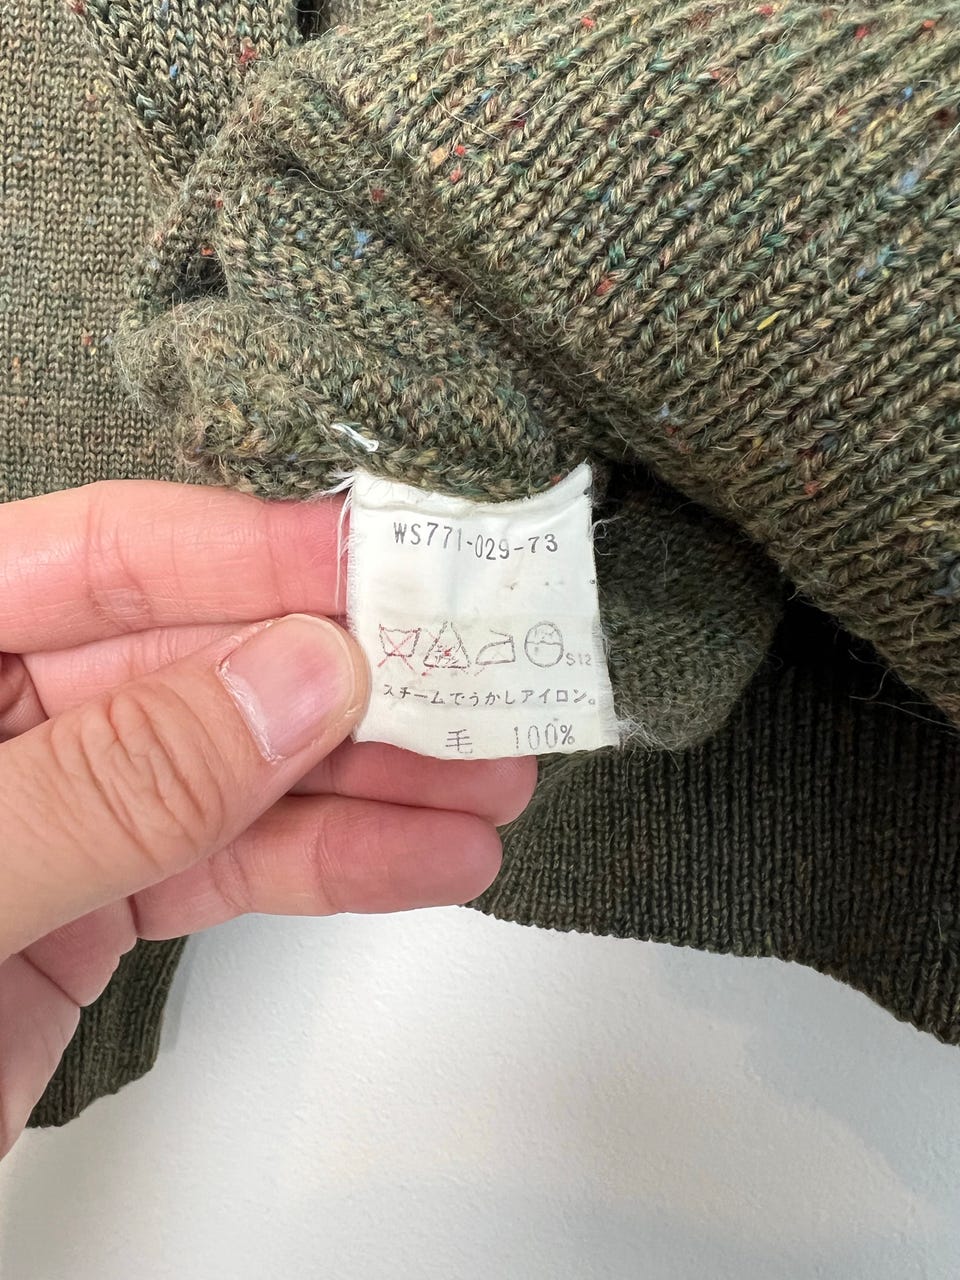 WS771-029-73
S12
スチームでうかしアイロン。
毛 100%